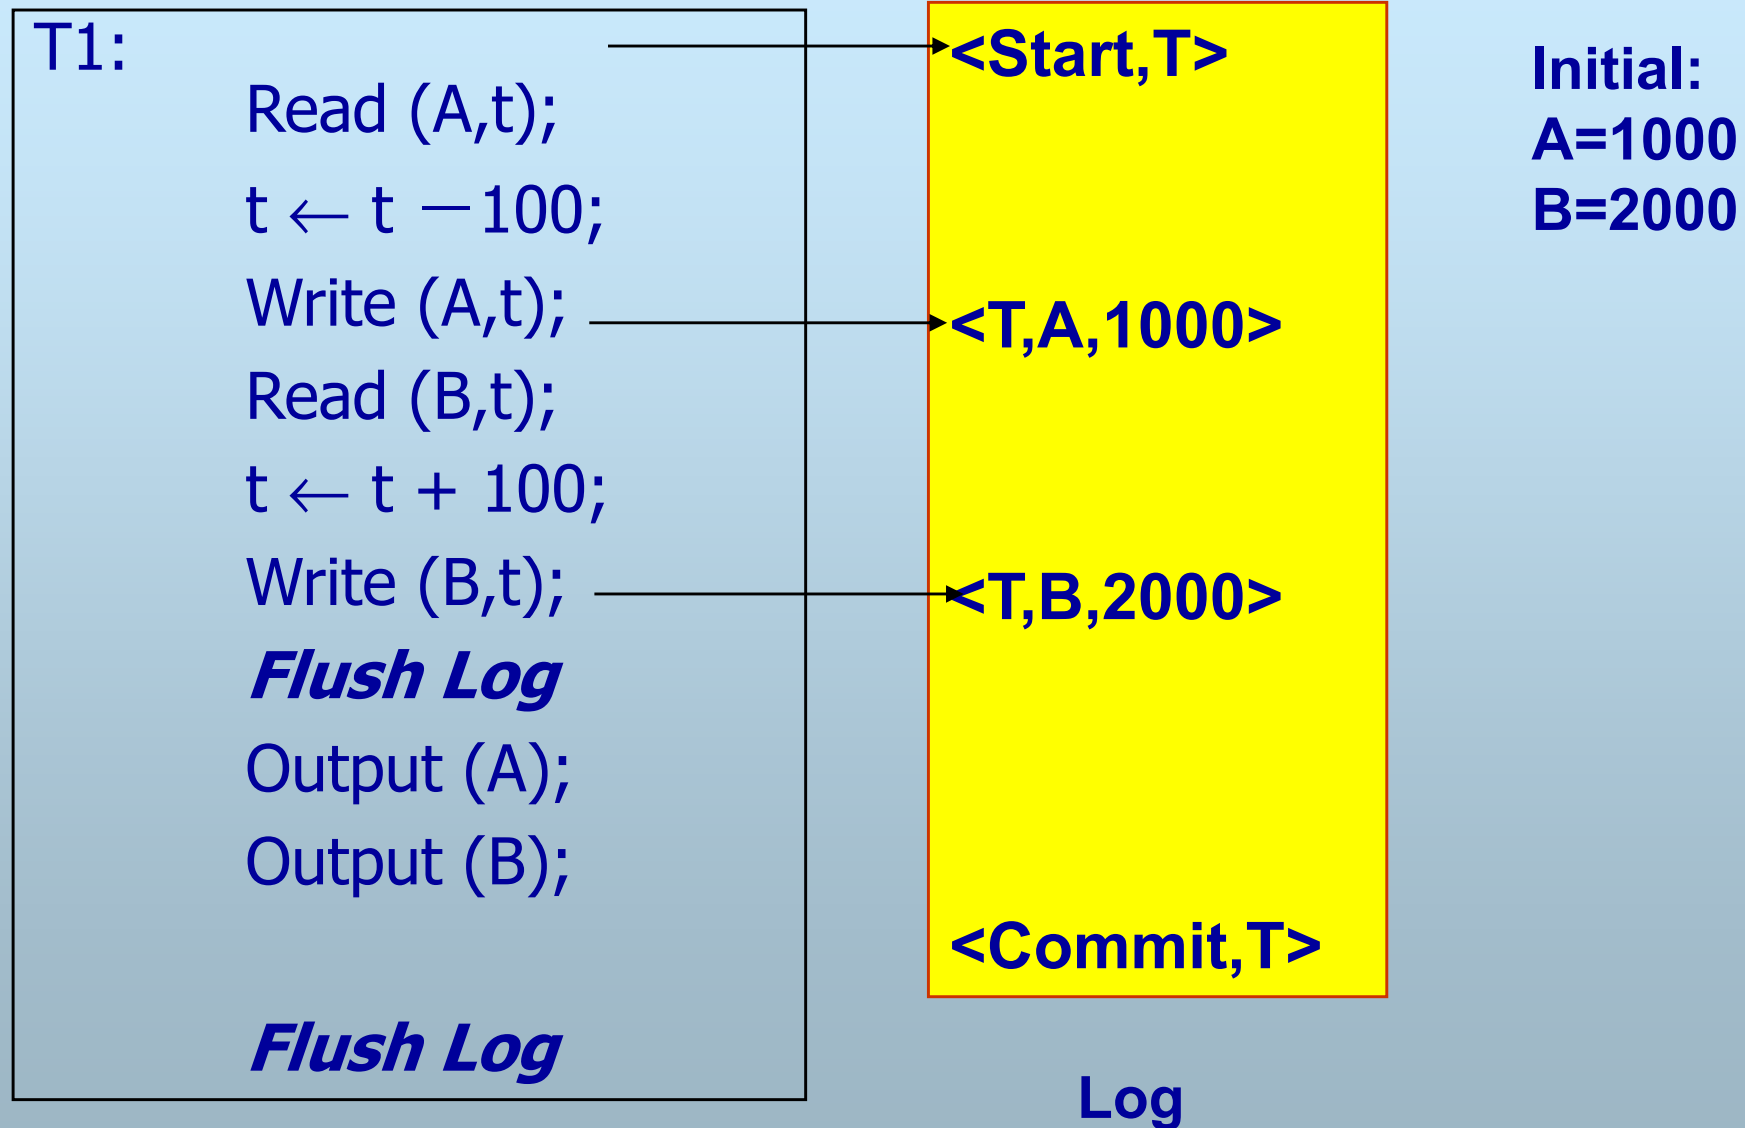 T1:
Read (A,t);
t ← t －100;
Write (A,t);
Read (B,t);
t ← t + 100;
Write (B,t);
Flush Log
Output (A);
Output (B);
Flush Log
<Start,T>
<T,A,1000>
<T,B,2000>
<Commit,T>
Log
Initial:
A=1000
B=2000